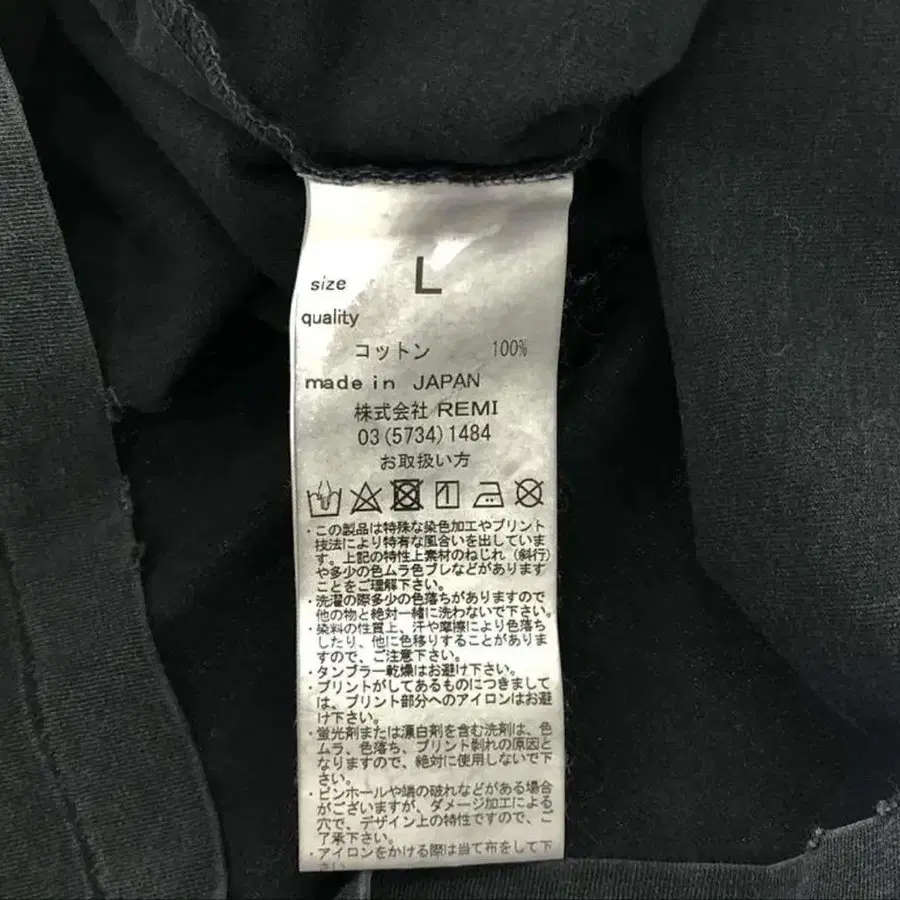 size L
quality
コットン 100%
made in JAPAN
株式会社 REMI
03(5734)1484
お取扱い方
・この製品は特殊な染色加工やプリント
技法により特有な風合いを出していま
す。上記の特性上素材のねじれ（斜行）
や多少の色ムラ色ブレなどがあります
ことをご理解下さい。
・洗濯の際多少の色落ちがありますので
他の物と絶対一緒に洗わないで下さい。
・染料の性質上、汗や摩擦により色落ち
したり、他に色移りすることがありま
すので、ご注意下さい。
・タンブラー乾燥はお避け下さい。
・プリントがしてあるものにつきまして
は、プリント部分へのアイロンはお避
け下さい。
・蛍光剤または漂白剤を含む洗剤は、色
ムラ、色落ち、プリント剥れの原因と
なりますので、絶対に使用しないで下
さい。
・ピンホールや端の破れなどがある場合
がございますが、ダメージ加工による
穴で、デザイン上の特性ですので、ご
了承下さい。
・アイロンをかける際は当て布をして下
さい。